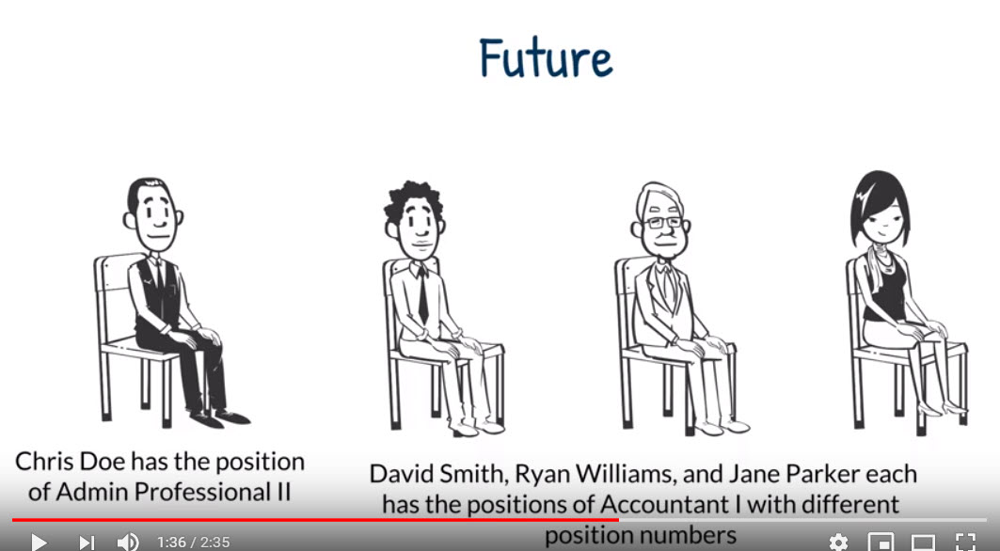 Future
Chris Doe has the position
of Admin Professional II
David Smith, Ryan Williams, and Jane Parker each
has the positions of Accountant I with different
position numbers
1:36 / 2:35